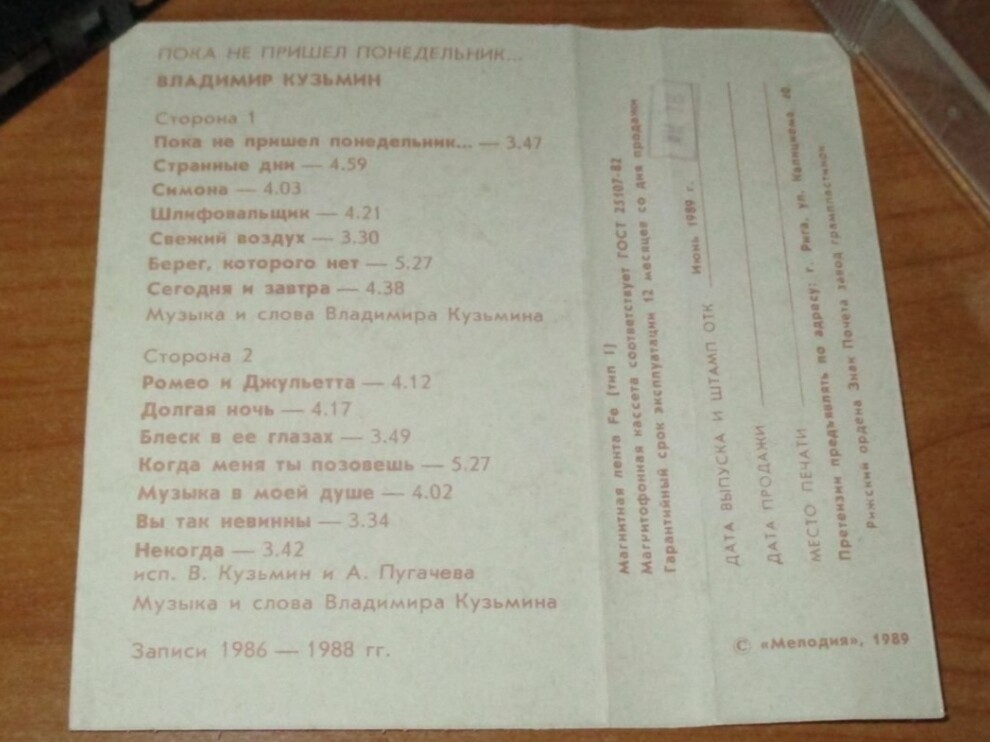 ПОКА НЕ ПРИШЕЛ ПОНЕДЕЛЬНИК...
ВЛАДИМИР КУЗЬМИН
Сторона 1
Пока не пришел понедельник... — 3.47
Странные дни — 4.59
Симона — 4.03
Шлифовальщик — 4.21
Свежий воздух — 3.30
Берег, которого нет — 5.27
Сегодня и завтра — 4.38
Музыка и слова Владимира Кузьмина
Сторона 2
Ромео и Джульетта — 4.12
Долгая ночь — 4.17
Блеск в ее глазах — 3.49
Когда меня ты позовешь — 5.27
Музыка в моей душе — 4.02
Вы так невинны — 3.34
Некогда — 3.42
исп. В. Кузьмин и А. Пугачева
Музыка и слова Владимира Кузьмина
Записи 1986 — 1988 гг.
Магнитная лента Fe [тип I]
Магнитофонная кассета соответствует ГОСТ 25107-82
Гарантийный срок эксплуатации 12 месяцев со дня продажи
Июнь 1989 г.
ДАТА ВЫПУСКА И ШТАМП ОТК
ДАТА ПРОДАЖИ
МЕСТО ПЕЧАТИ
Претензии предъявлять по адресу: г. Рига, ул. Калнциема, 40,
Рижский ордена Знак Почета завод грампластинок
© «Мелодия», 1989